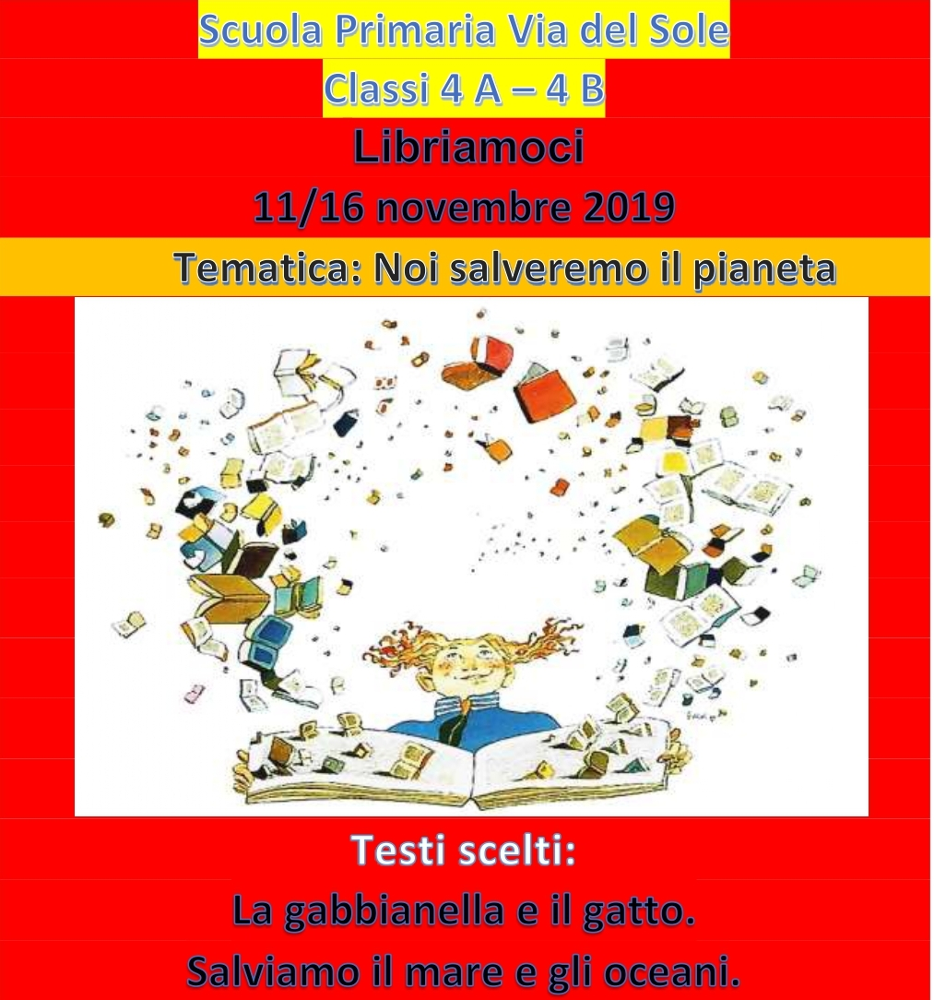 Scuola Primaria Via del Sole
Classi 4 A – 4 B
Libriamoci
11/16 novembre 2019
Tematica: Noi salveremo il pianeta
Testi scelti:
La gabbianella e il gatto.
Salviamo il mare e gli oceani.